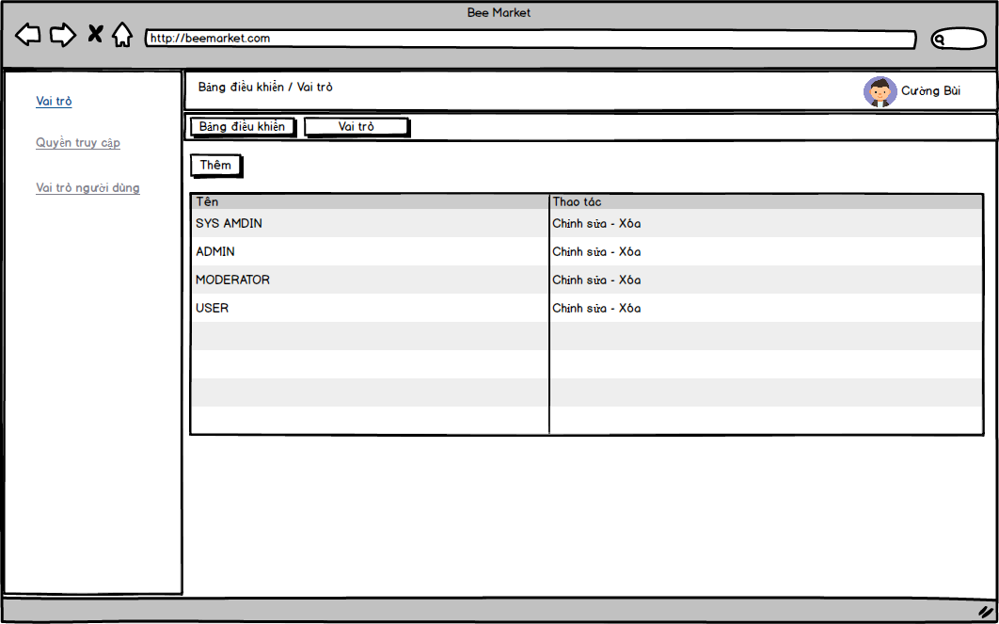 Bee Market
http://beemarket.com
Vai trò
Quyền truy cập
Vai trò người dùng
Bảng điều khiển / Vai trò
Cường Bùi
Bảng điều khiển
Vai trò
Thêm
Tên Thao tác
SYS AMDIN Chỉnh sửa - Xóa
ADMIN Chỉnh sửa - Xóa
MODERATOR Chỉnh sửa - Xóa
USER Chỉnh sửa - Xóa